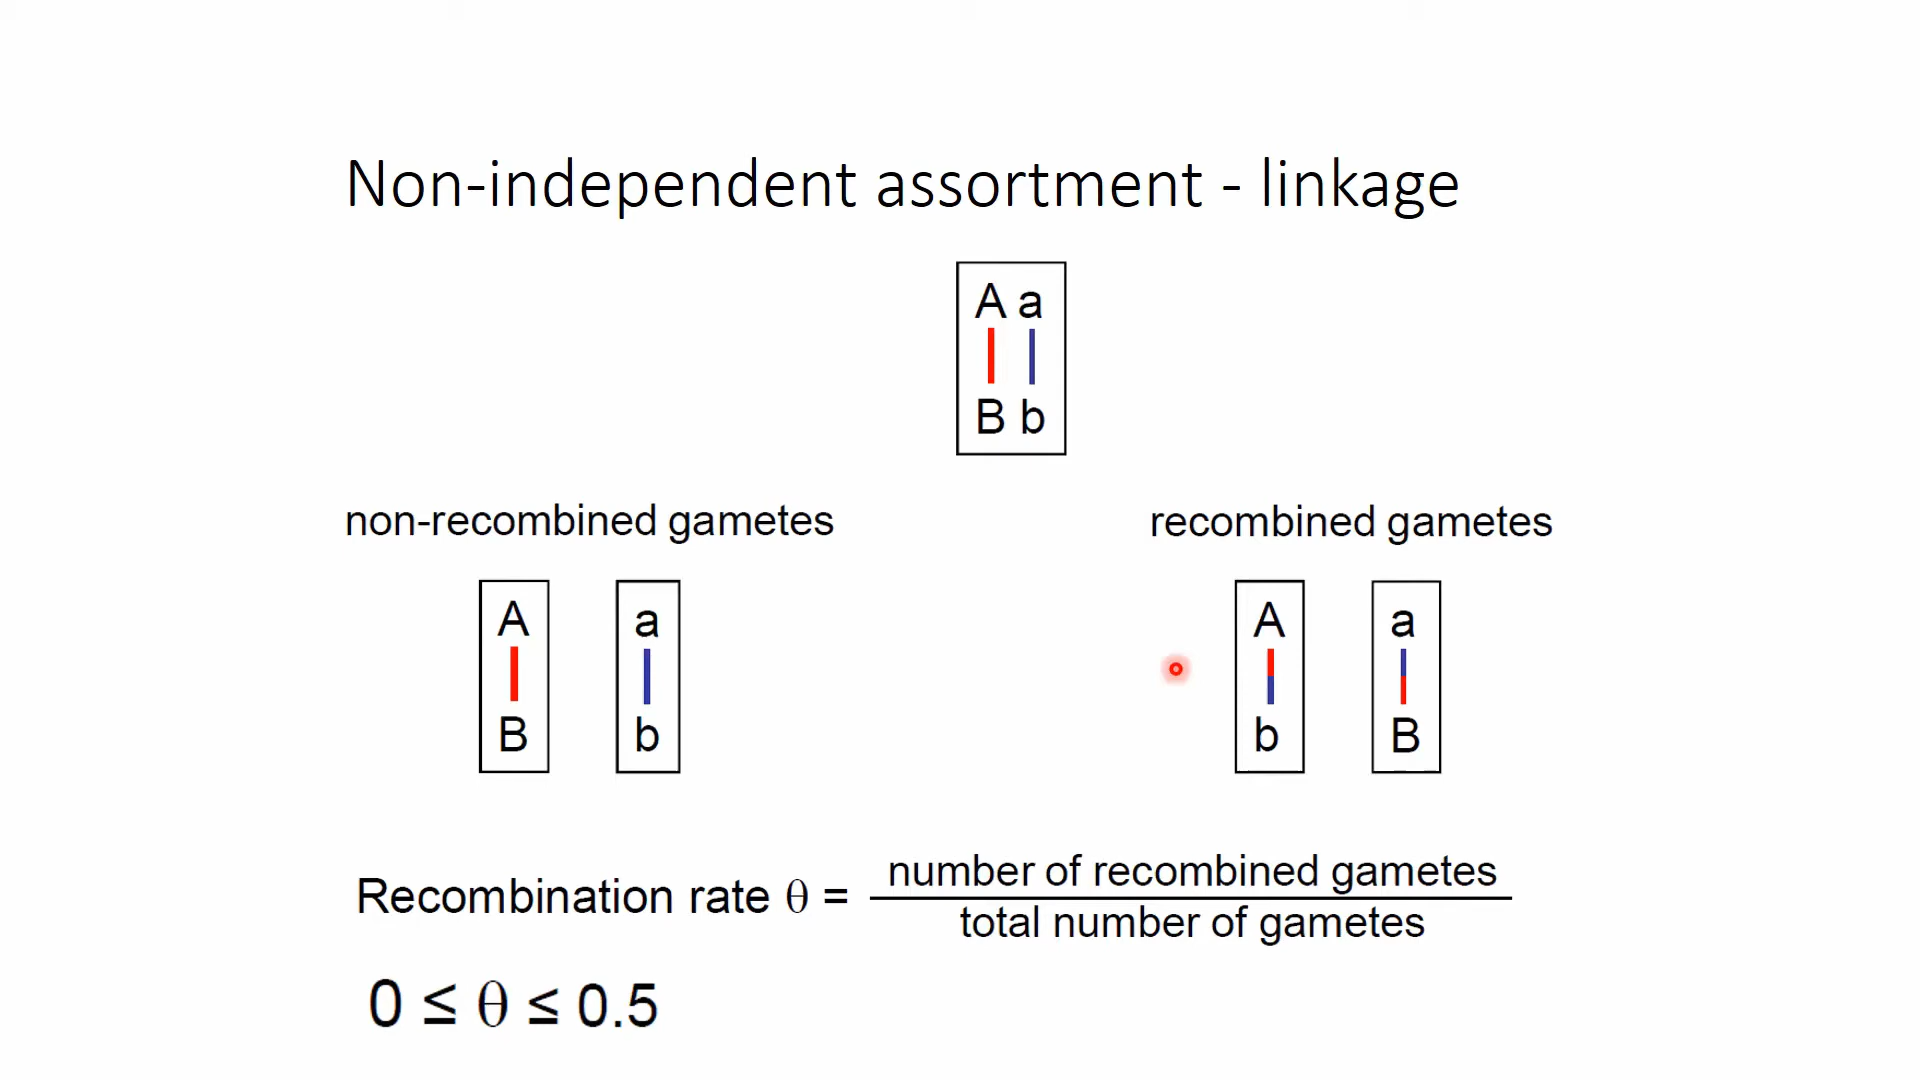 Non-independent assortment - linkage
A a
B b
non-recombined gametes
recombined gametes
A a A a
B b b B
Recombination rate θ = number of recombined gametes
total number of gametes
0 ≤ θ ≤ 0.5